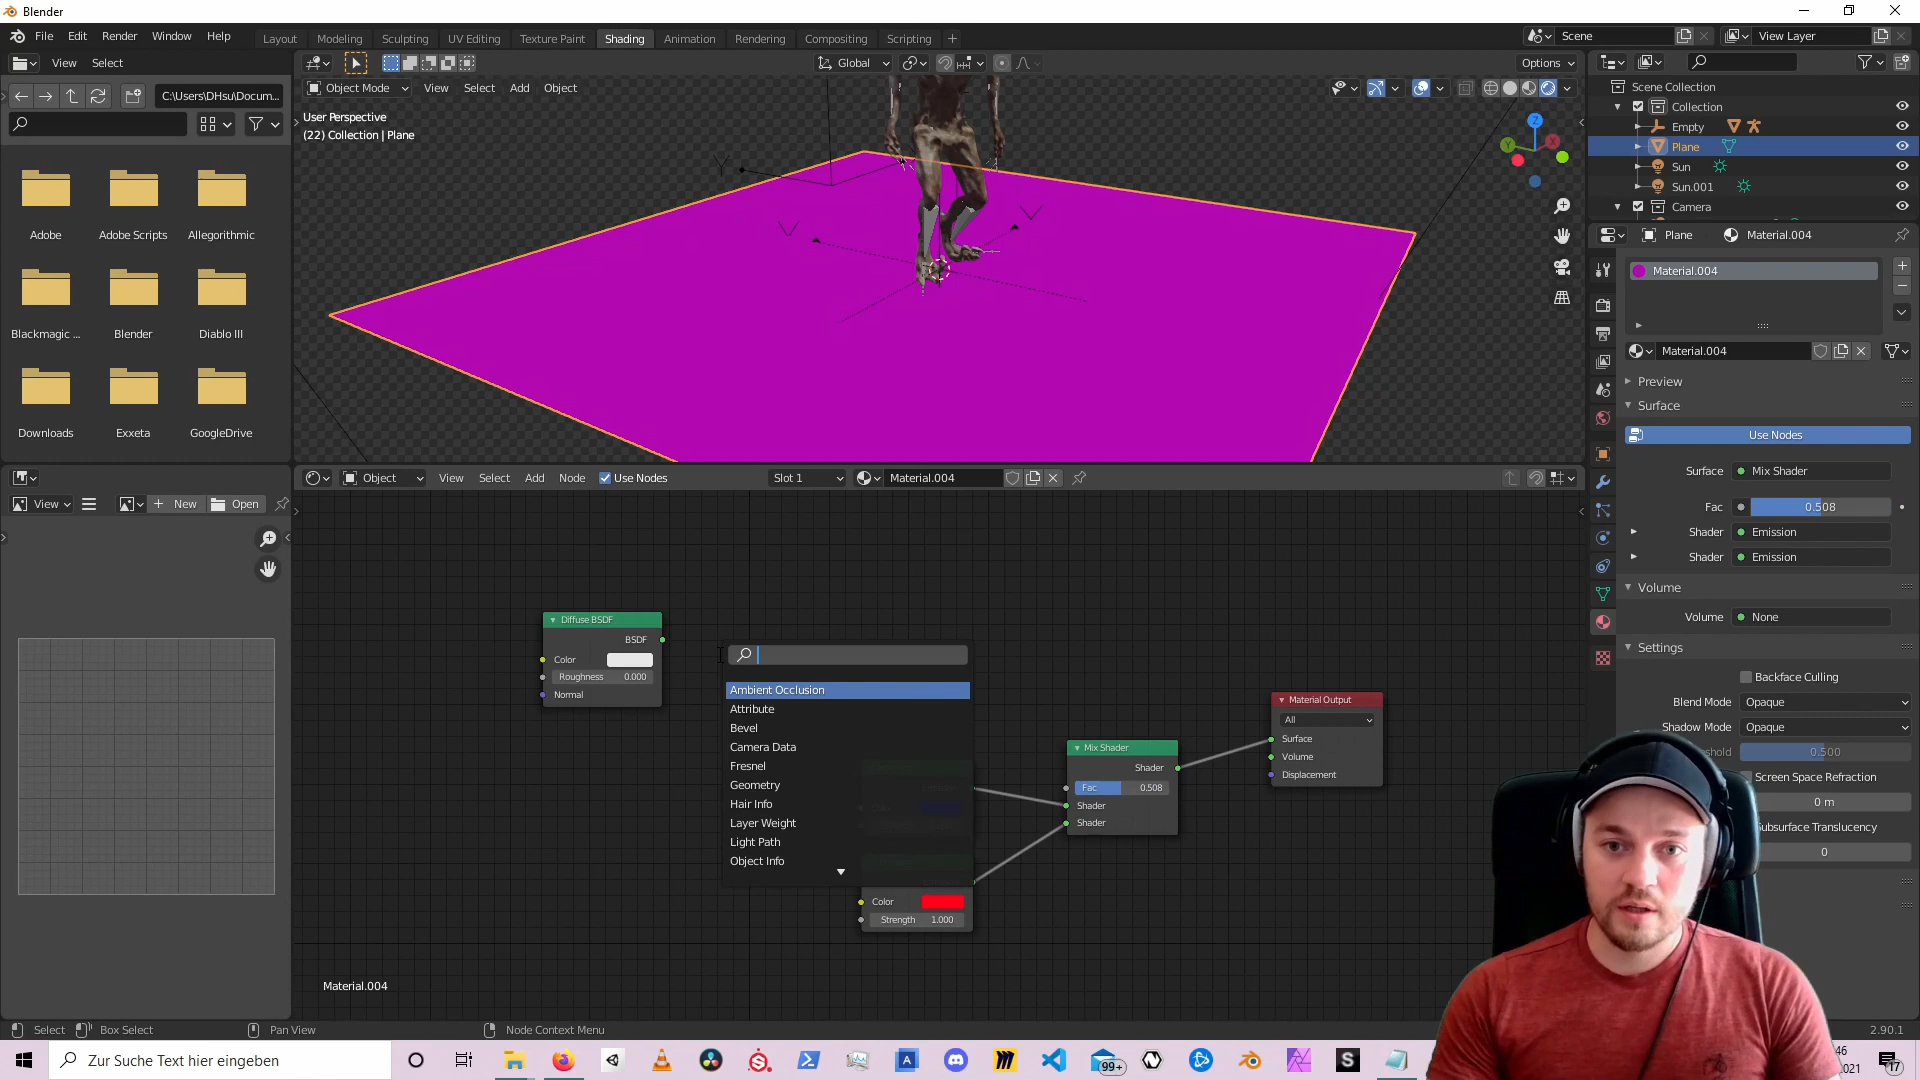 Blender
File Edit Render Window Help
Layout Modeling Sculpting UV Editing Texture Paint Shading Animation Rendering Compositing Scripting
Scene
View Layer
View Select
Global
Options
C:\Users\DHsu\Docum...
Object Mode View Select Add Object
User Perspective
(22) Collection | Plane
Z
Adobe
Adobe Scripts
Allegorithmic
Blackmagic ...
Blender
Diablo III
Downloads
Exxeta
GoogleDrive
Scene Collection
Collection
Empty
Plane
Sun
Sun.001
Camera
Plane
Material.004
Material.004
Material.004
Preview
Surface
Use Nodes
Surface Mix Shader
Fac 0.508
Shader Emission
Shader Emission
Volume
Volume None
Settings
Backface Culling
Blend Mode Opaque
Shadow Mode Opaque
0.500
Screen Space Refraction
0 m
Subsurface Translucency
0
View
New
Open
Object View Select Add Node Use Nodes
Slot 1
Material.004
Diffuse BSDF
BSDF
Color
Roughness 0.000
Normal
Ambient Occlusion
Attribute
Bevel
Camera Data
Fresnel
Geometry
Hair Info
Layer Weight
Light Path
Object Info
Color
Strength 1.000
Mix Shader
Shader
Fac 0.508
Shader
Shader
Material Output
All
Surface
Volume
Displacement
Material.004
Select
Box Select
Pan View
Node Context Menu
2.90.1
Zur Suche Text hier eingeben
99+
17